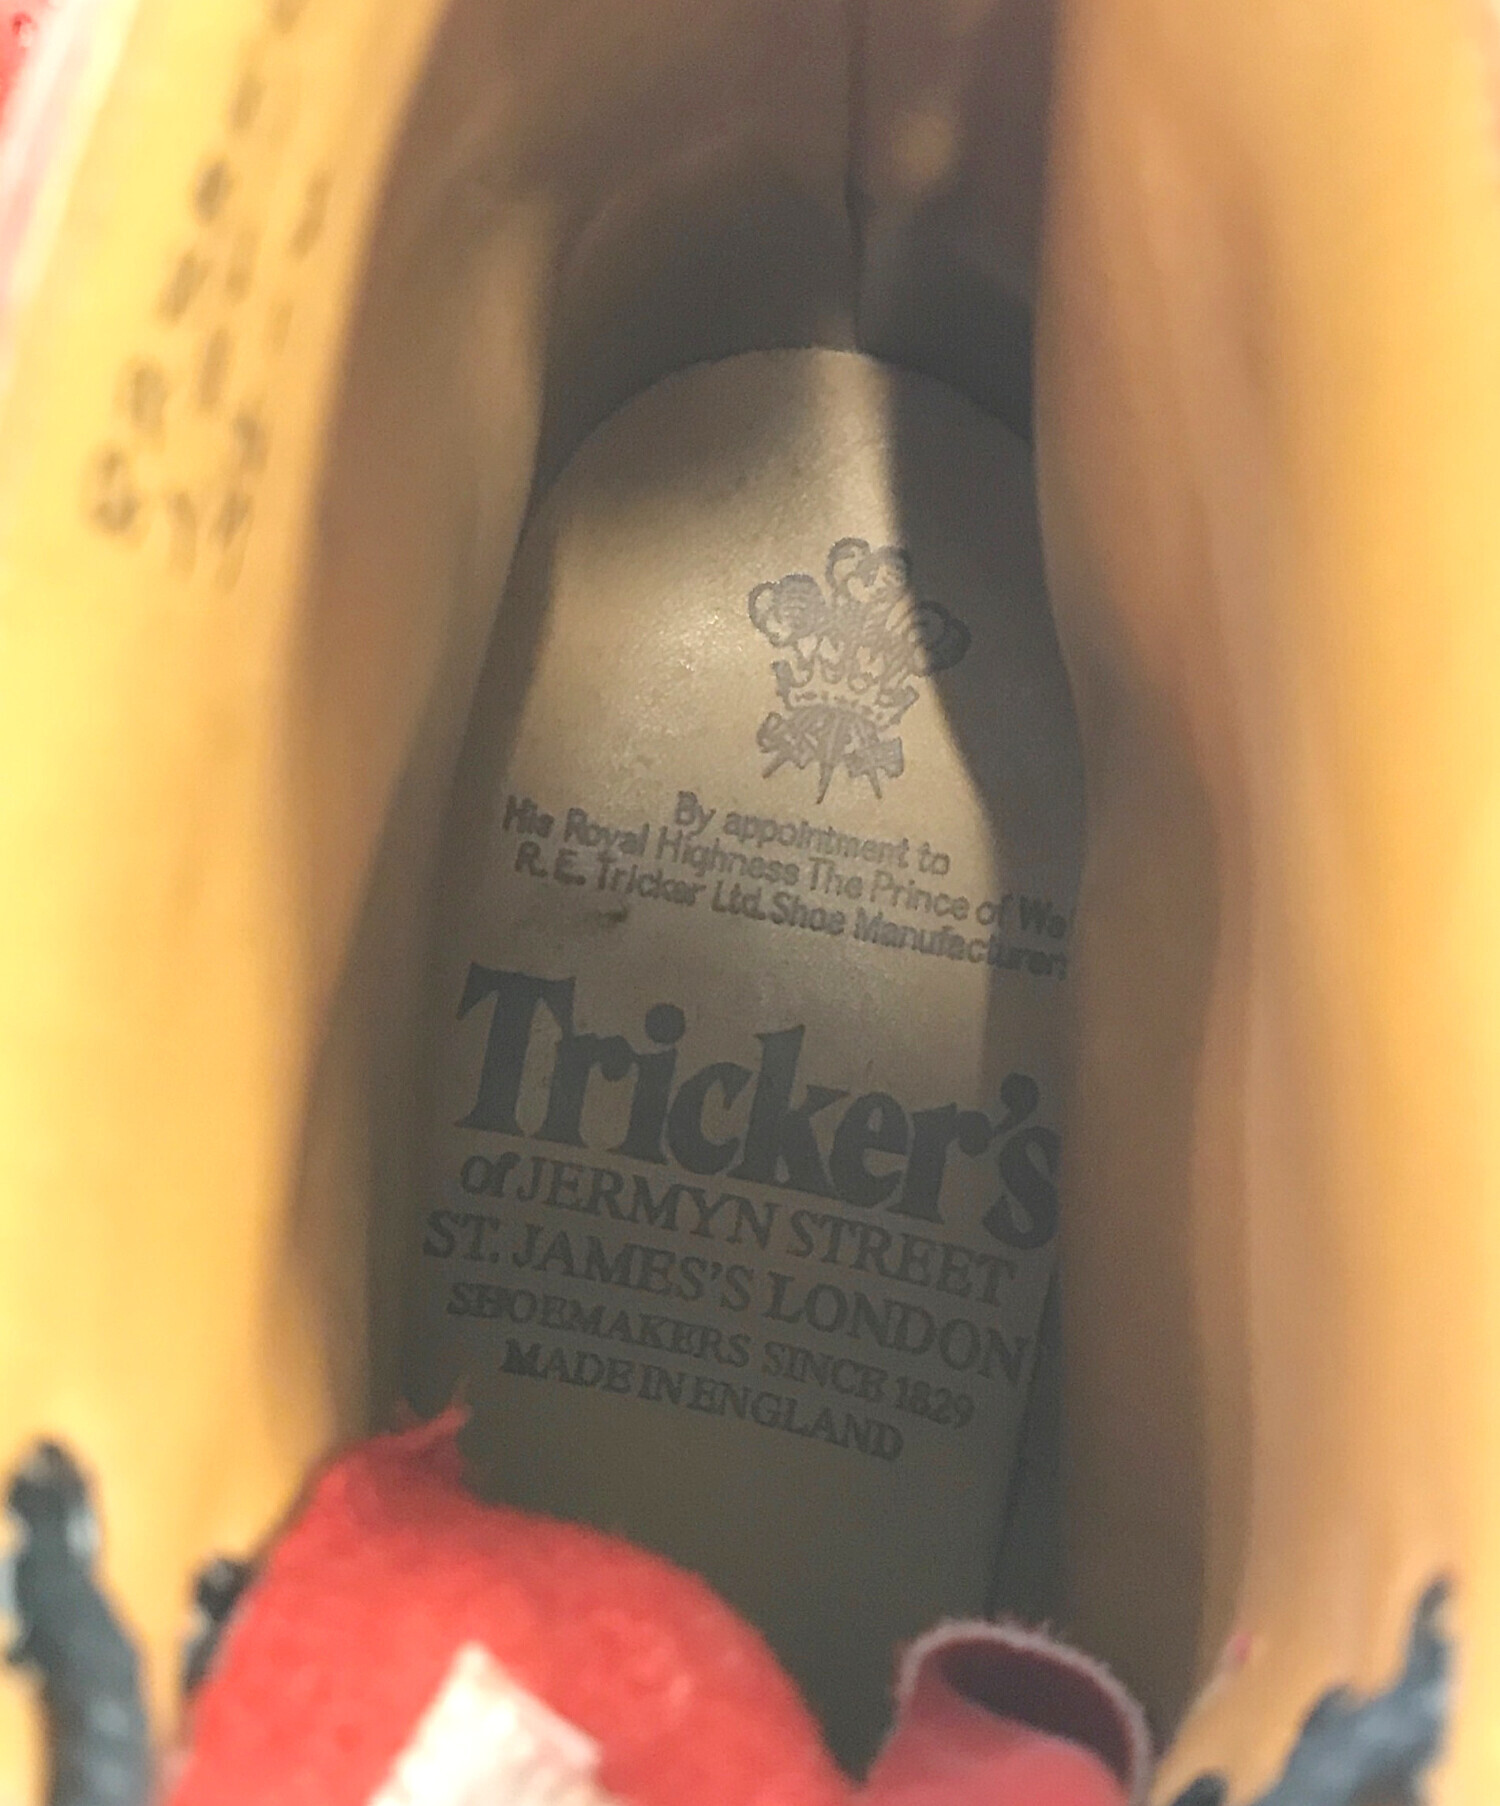 By appointment to
His Royal Highness The Prince of
R. E. Tricker Ltd. Shoe Manufacturers
Tricker's
of JERMYN STREET
ST. JAMES'S LONDON
SHOEMAKERS SINCE 1829
MADE IN ENGLAND